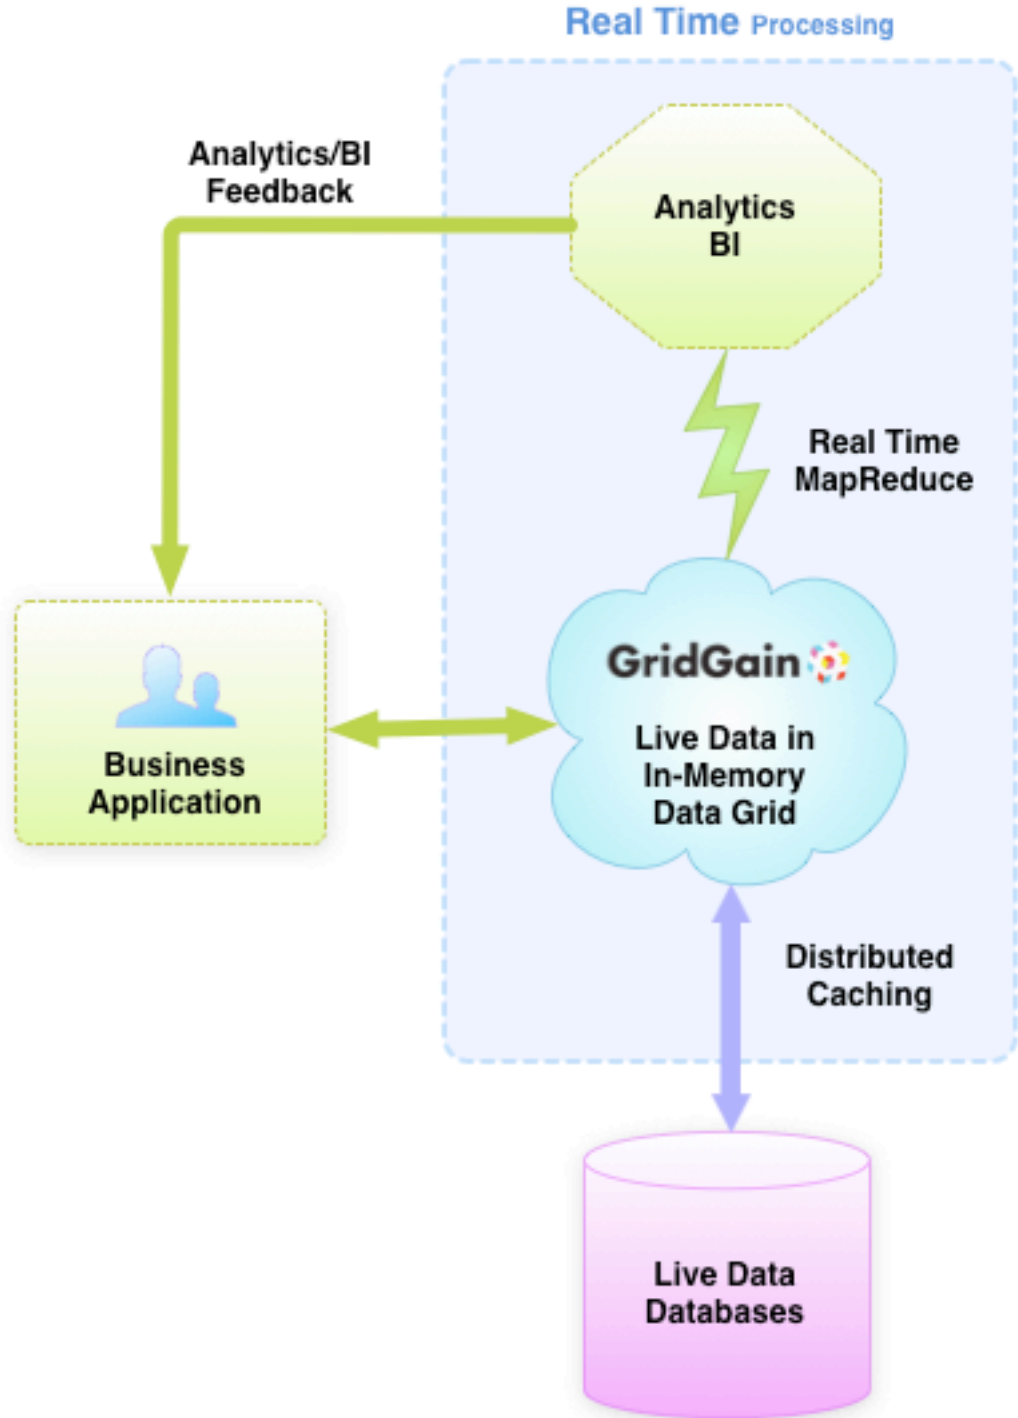 Real Time Processing
Analytics/BI
Feedback
Analytics
BI
Real Time
MapReduce
GridGain
Live Data in
In-Memory
Data Grid
Business
Application
Distributed
Caching
Live Data
Databases